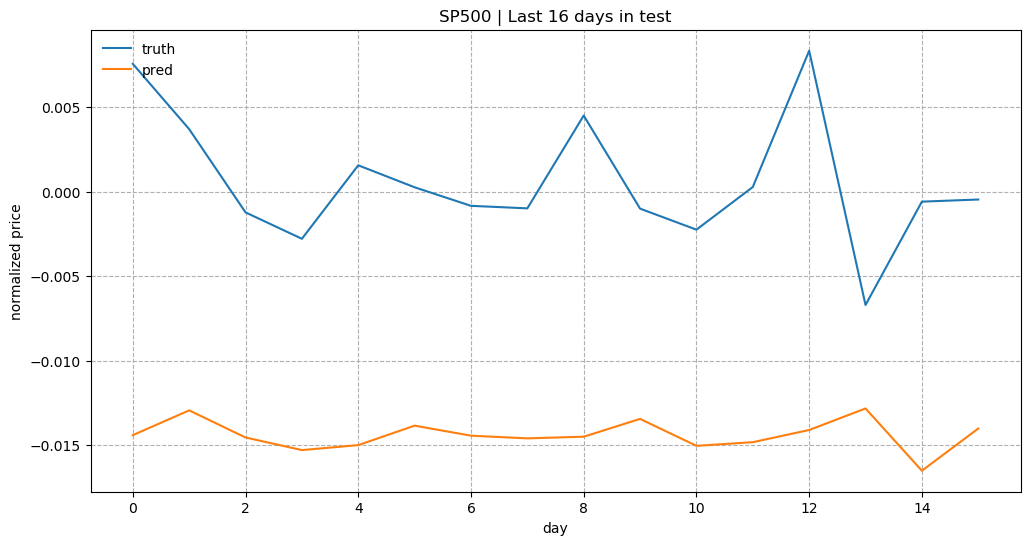 SP500 | Last 16 days in test
truth
pred
0.005
0.000
−0.005
−0.010
−0.015
normalized price
0 2 4 6 8 10 12 14
day